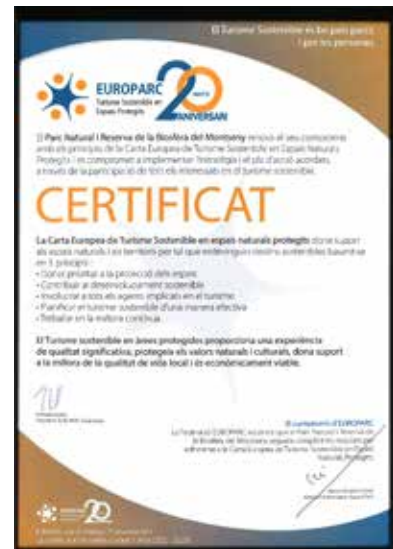 El Turisme Sostenible és bo pels parcs
i per les persones
EUROPARC
Turisme Sostenible en
Espais Protegits
20
ANIVERSARI
El Parc Natural i Reserva de la Biosfera del Montseny renova el seu compromís
amb els principis de la Carta Europea de Turisme Sostenible en Espais Naturals
Protegits i es compromet a implementar l'estratègia i el pla d'acció acordats,
a través de la participació de tots els interessats en el turisme sostenible.
CERTIFICAT
La Carta Europea de Turisme Sostenible en espais naturals protegits dona suport
als espais naturals i als territoris per tal que esdevinguin destins sostenibles basant-se
en 5 principis:
• Donar prioritat a la protecció dels espais
• Contribuir al desenvolupament sostenible
• Involucrar a tots els agents implicats en el turisme
• Planificar el turisme sostenible d'una manera efectiva
• Treballar en la millora contínua.
El Turisme sostenible en àrees protegides proporciona una experiència
de qualitat significativa, protegeix els valors naturals i culturals, dona suport
a la millora de la qualitat de vida local i és econòmicament viable.
El compromís d'EUROPARC
La Federació EUROPARC reconeix que el Parc Natural i Reserva de
la Biosfera del Montseny
a la Carta Europea de Turisme Sostenible en Espais
Naturals Protegits
20